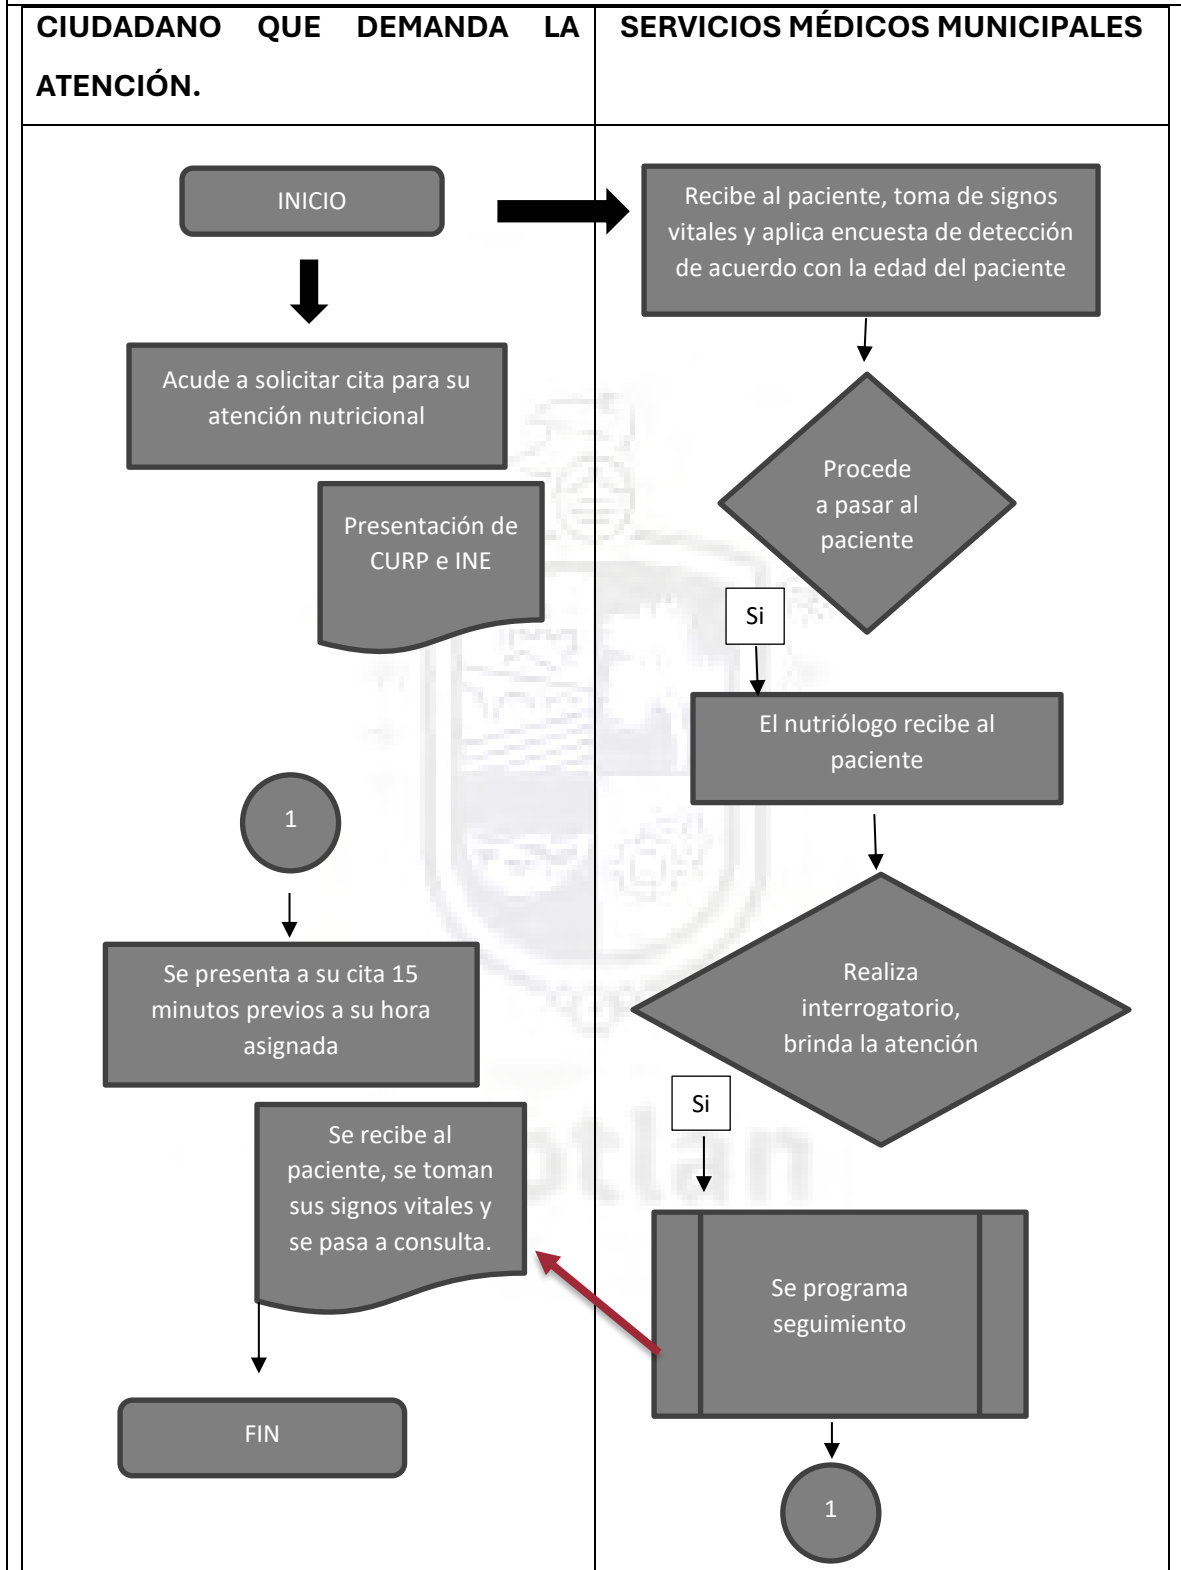 CIUDADANO QUE DEMANDA LA
ATENCIÓN.
SERVICIOS MÉDICOS MUNICIPALES
INICIO
Acude a solicitar cita para su
atención nutricional
Presentación de
CURP e INE
1
Se presenta a su cita 15
minutos previos a su hora
asignada
Se recibe al
paciente, se toman
sus signos vitales y
se pasa a consulta.
FIN
Recibe al paciente, toma de signos
vitales y aplica encuesta de detección
de acuerdo con la edad del paciente
Procede
a pasar al
paciente
Si
El nutriólogo recibe al
paciente
Realiza
interrogatorio,
brinda la atención
Si
Se programa
seguimiento
1